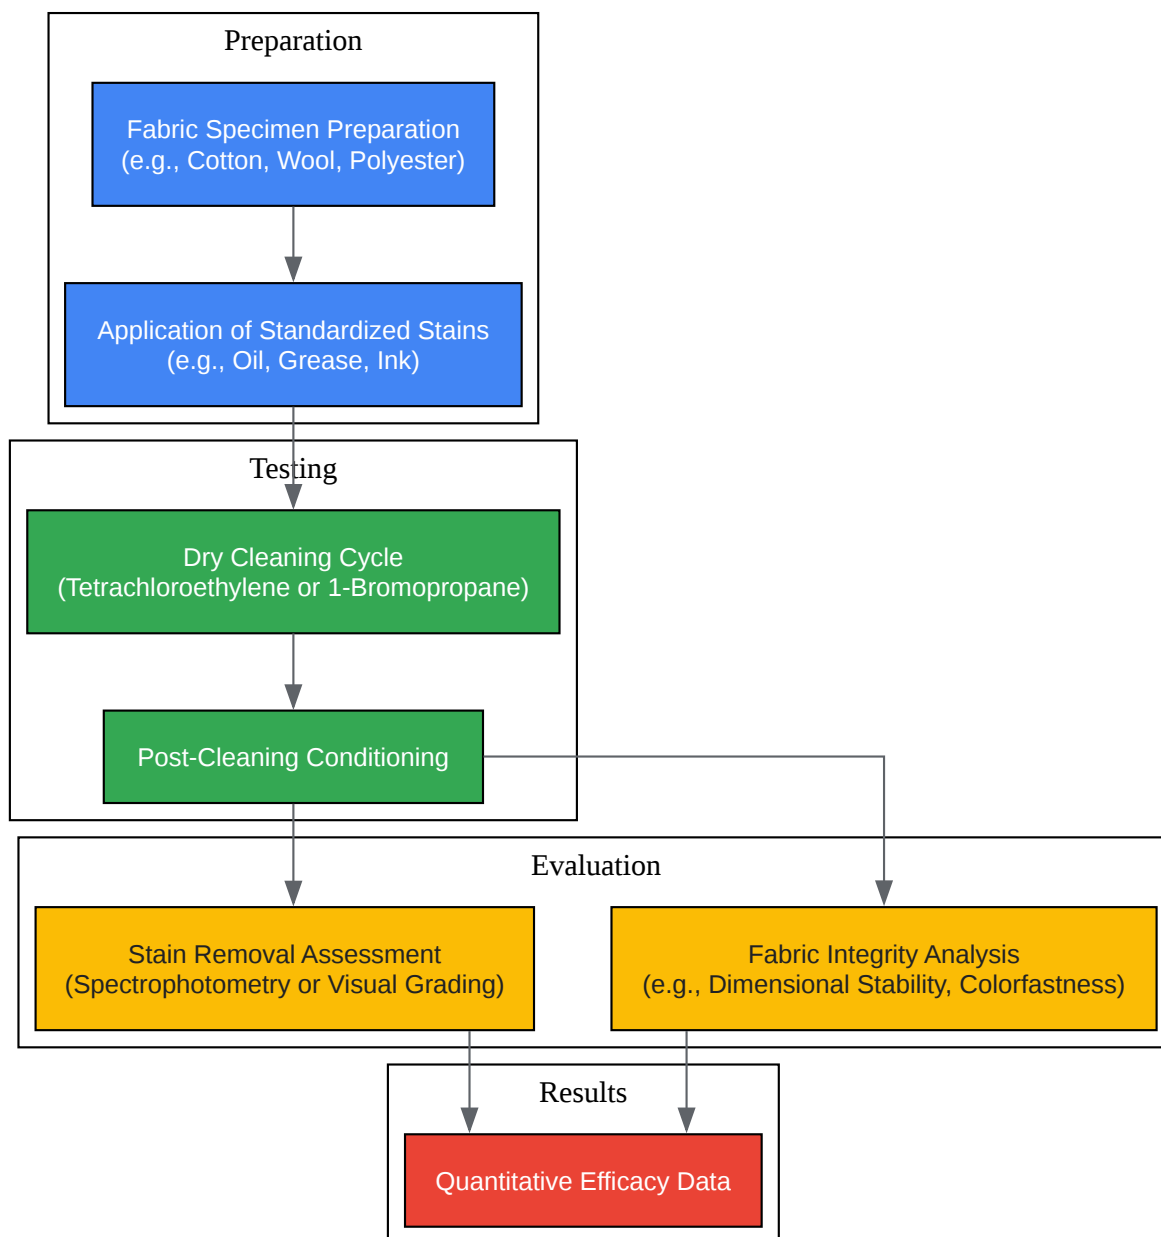 Preparation
Fabric Specimen Preparation
(e.g., Cotton, Wool, Polyester)
Application of Standardized Stains
(e.g., Oil, Grease, Ink)
Testing
Dry Cleaning Cycle
(Tetrachloroethylene or 1-Bromopropane)
Post-Cleaning Conditioning
Evaluation
Stain Removal Assessment
(Spectrophotometry or Visual Grading)
Fabric Integrity Analysis
(e.g., Dimensional Stability, Colorfastness)
Results
Quantitative Efficacy Data